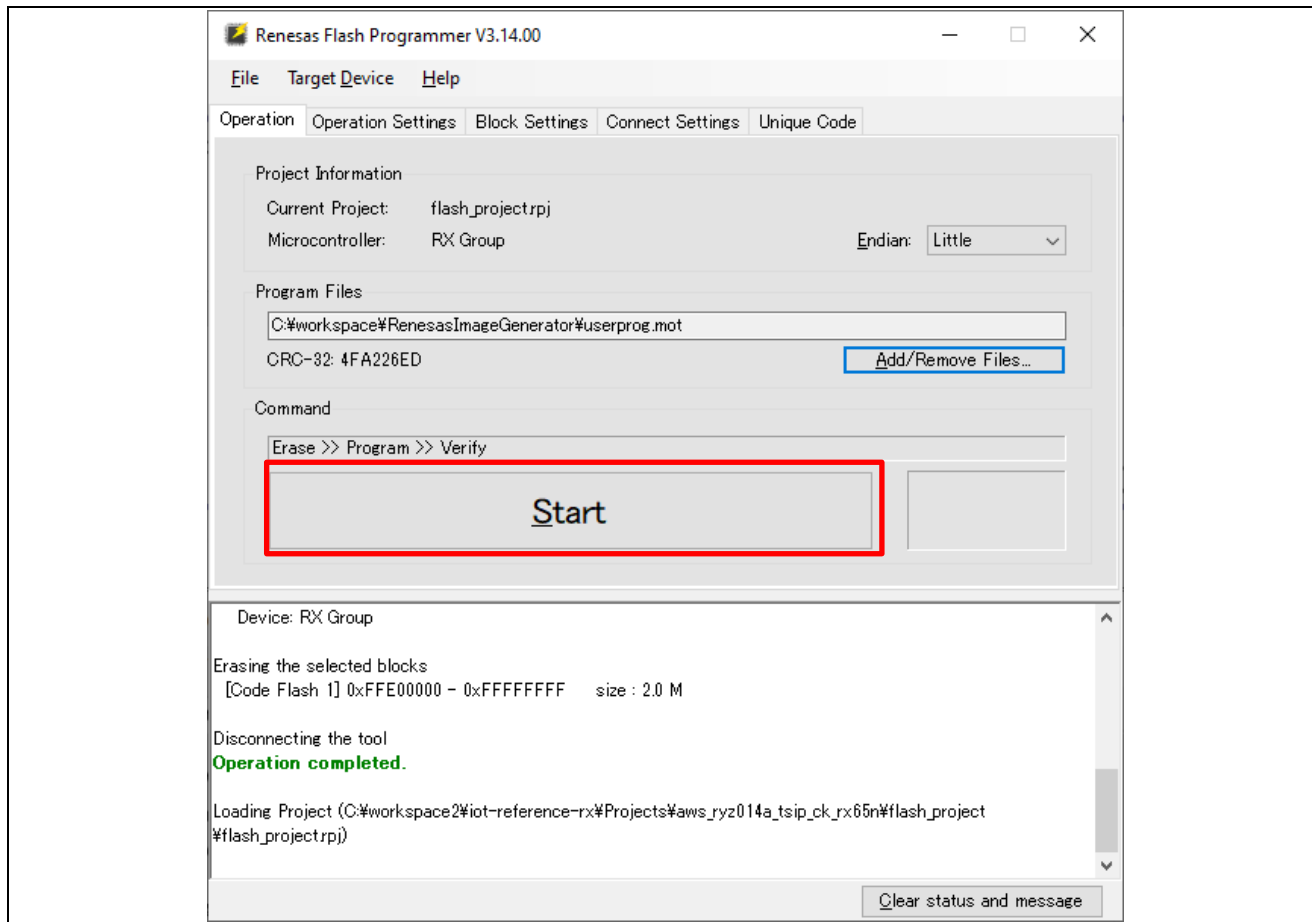 Renesas Flash Programmer V3.14.00
File Target Device Help
Operation Operation Settings Block Settings Connect Settings Unique Code
Project Information
Current Project: flash_project.rpj
Microcontroller: RX Group Endian: Little
Program Files
C:¥workspace¥RenesasImageGenerator¥userprog.mot
CRC-32: 4FA226ED Add/Remove Files...
Command
Erase >> Program >> Verify
Start
Device: RX Group
Erasing the selected blocks
[Code Flash 1] 0xFFE00000 - 0xFFFFFFFF size : 2.0 M
Disconnecting the tool
Operation completed.
Loading Project (C:¥workspace2¥iot-reference-rx¥Projects¥aws_ryz014a_tsip_ck_rx65n¥flash_project
¥flash_project.rpj)
Clear status and message